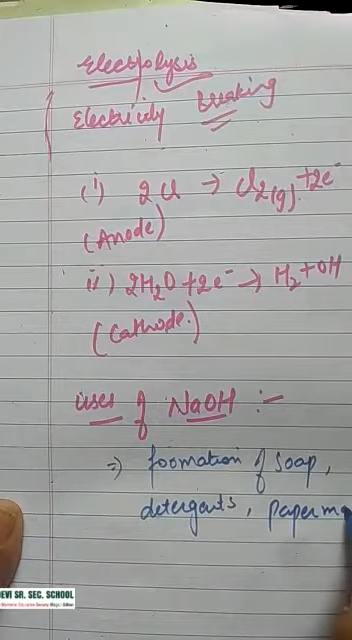 Electrolysis
Electricity Breaking
(i) 2Cl → Cl2(g) +2e⁻
(Anode)
ii) 2H2O +2e⁻ → H2 + OH
(Cathode.)
uses of NaOH :-
⇒ formation of soap,
detergents, paper m
DEVI SR. SEC. SCHOOL